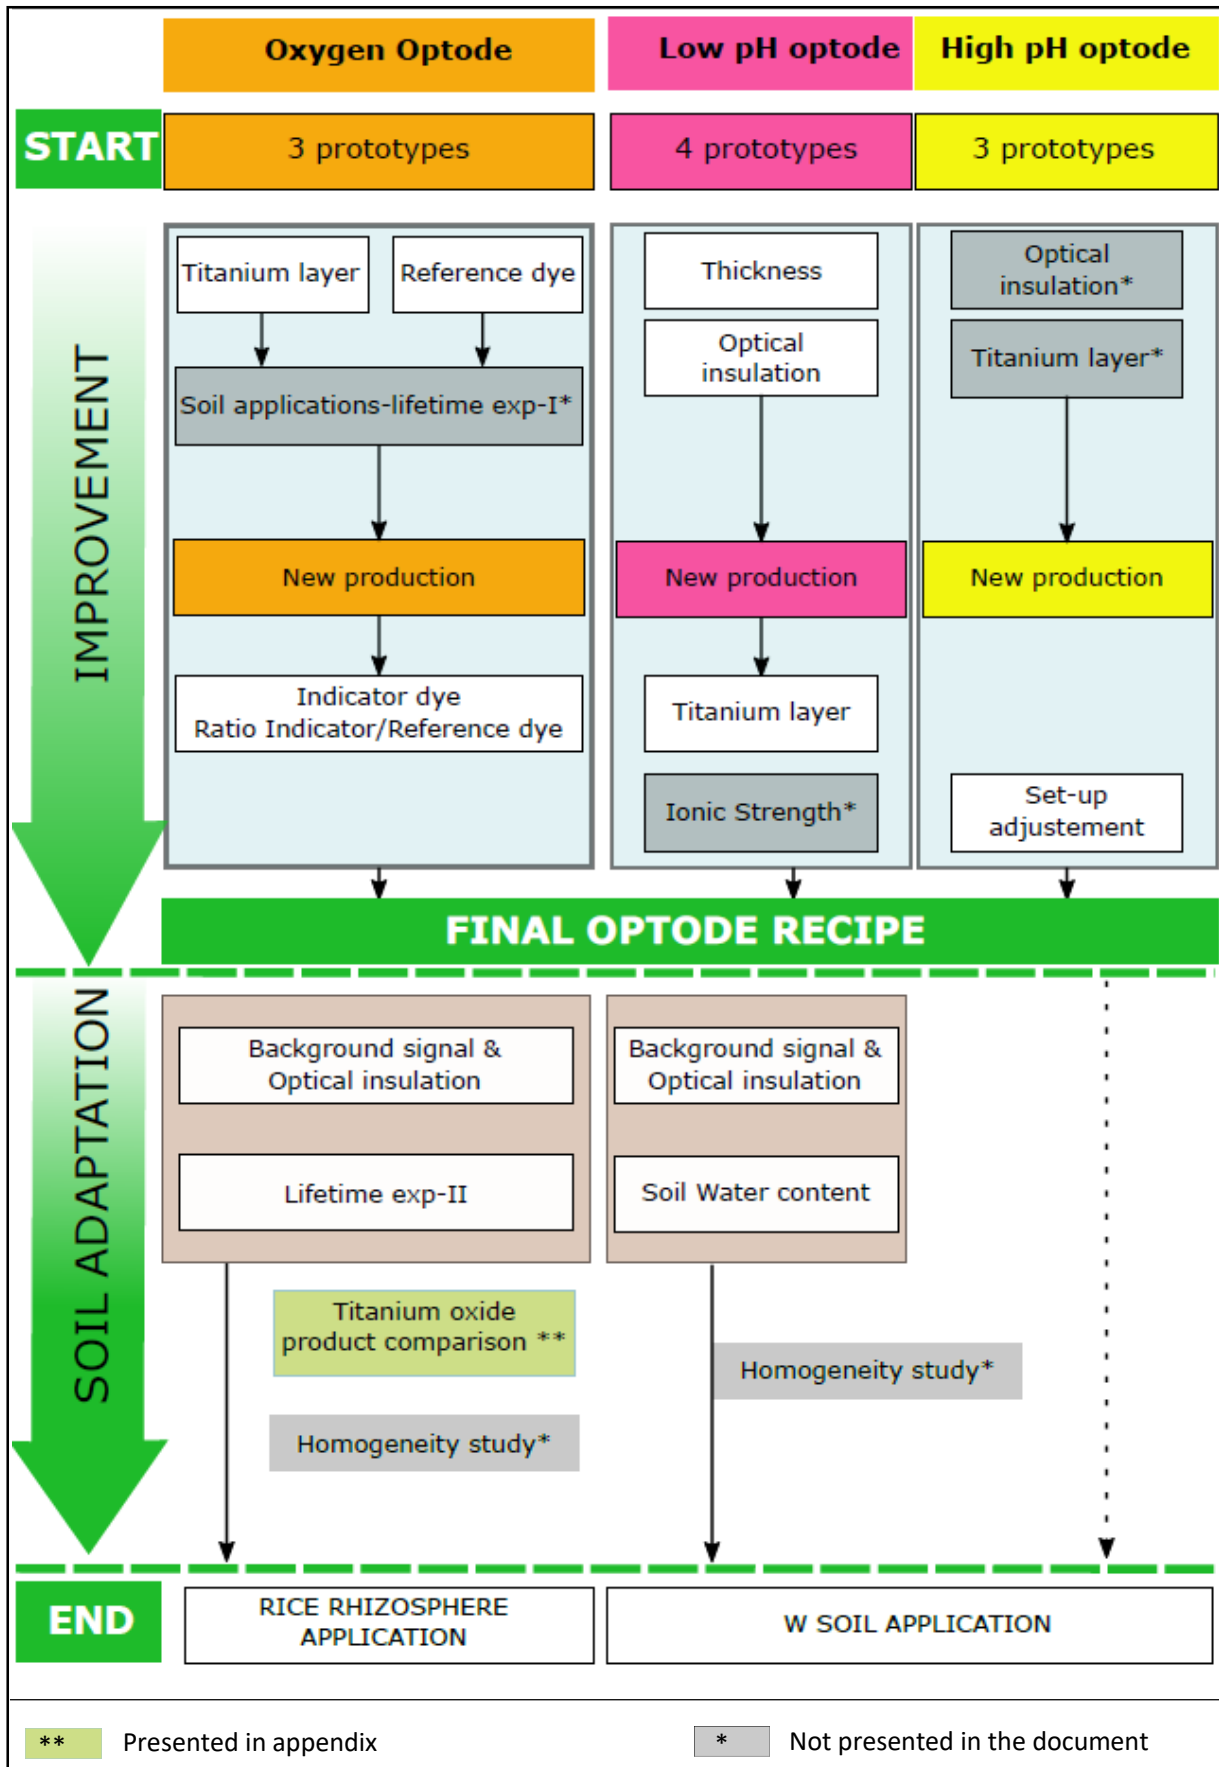 Oxygen Optode
Low pH optode
High pH optode
START
3 prototypes
4 prototypes
3 prototypes
IMPROVEMENT
Titanium layer
Reference dye
Soil applications-lifetime exp-I*
New production
Indicator dye
Ratio Indicator/Reference dye
Thickness
Optical
insulation
New production
Titanium layer
Ionic Strength*
Optical
insulation*
Titanium layer*
New production
Set-up
adjustement
FINAL OPTODE RECIPE
SOIL ADAPTATION
Background signal &
Optical insulation
Lifetime exp-II
Titanium oxide
product comparison **
Homogeneity study*
Background signal &
Optical insulation
Soil Water content
Homogeneity study*
END
RICE RHIZOSPHERE
APPLICATION
W SOIL APPLICATION
** Presented in appendix
* Not presented in the document